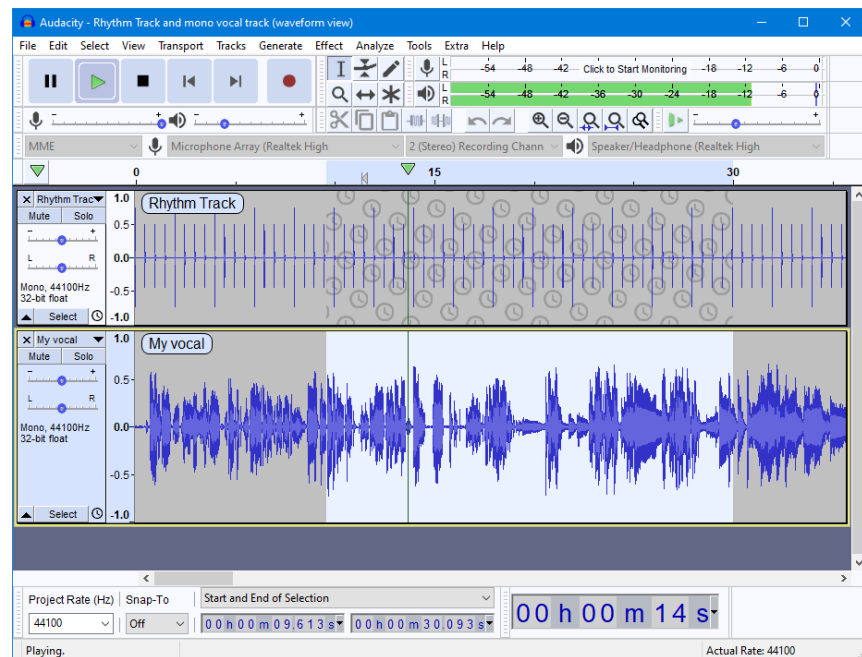 Audacity - Rhythm Track and mono vocal track (waveform view)
File Edit Select View Transport Tracks Generate Effect Analyze Tools Extra Help
L
R
-54 -48 -42 Click to Start Monitoring -18 -12 -6 0
L
R
-54 -48 -42 -36 -30 -24 -18 -12 -6 0
- + - +
- +
MME Microphone Array (Realtek High 2 (Stereo) Recording Chann Speaker/Headphone (Realtek High
0 15 30
Rhythm Trac
Mute Solo
- +
L R
Mono, 44100Hz
32-bit float
Select
1.0
0.5
0.0
-0.5
-1.0
Rhythm Track
My vocal
Mute Solo
- +
L R
Mono, 44100Hz
32-bit float
Select
1.0
0.5
0.0
-0.5
-1.0
My vocal
Project Rate (Hz) Snap-To Start and End of Selection
44100 Off 00 h 00 m 09.613 s 00 h 00 m 30.093 s
00 h 00 m 14 s
Playing. Actual Rate: 44100